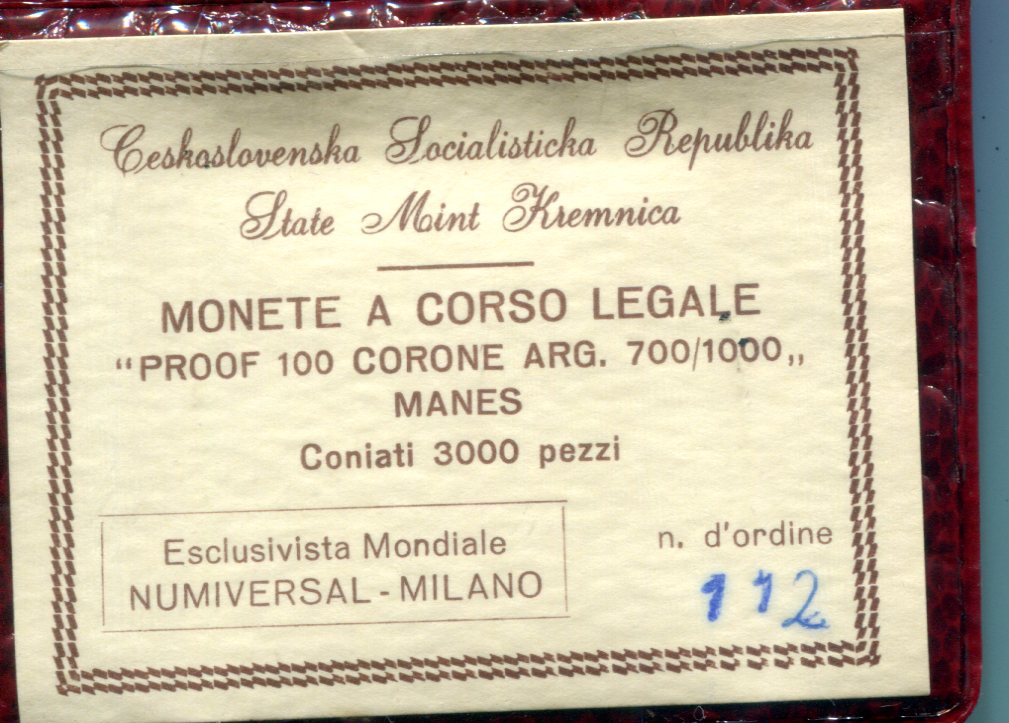 Ceskoslovenska Socialisticka Republika
State Mint Kremnica
MONETE A CORSO LEGALE
“PROOF 100 CORONE ARG. 700/1000„
MANES
Coniati 3000 pezzi
Esclusivista Mondiale
NUMIVERSAL - MILANO
n. d'ordine
112